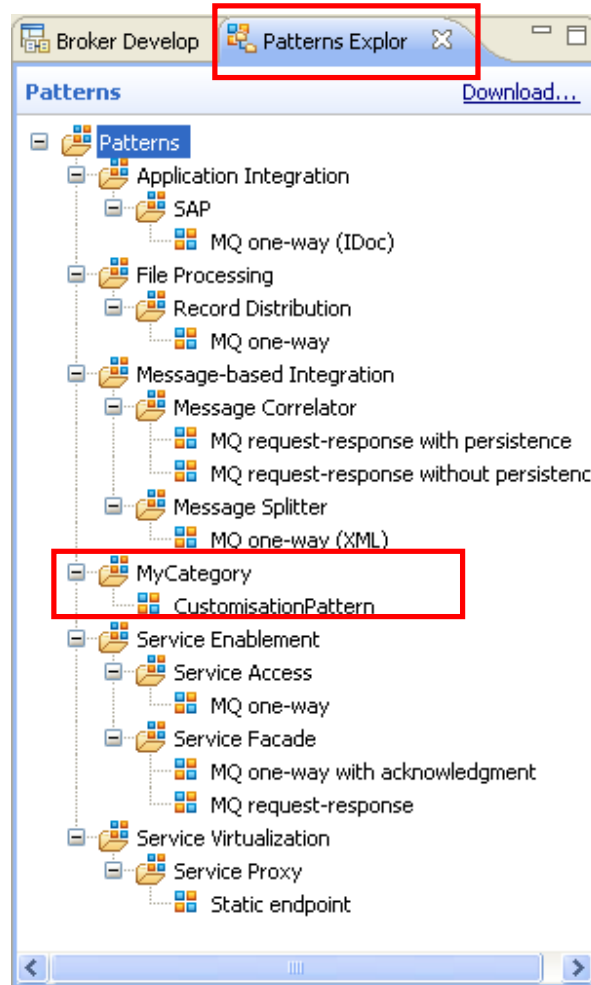 Broker Develop Patterns Explor
Patterns Download...
Patterns
Application Integration
SAP
MQ one-way (IDoc)
File Processing
Record Distribution
MQ one-way
Message-based Integration
Message Correlator
MQ request-response with persistence
MQ request-response without persistenc
Message Splitter
MQ one-way (XML)
MyCategory
CustomisationPattern
Service Enablement
Service Access
MQ one-way
Service Facade
MQ one-way with acknowledgment
MQ request-response
Service Virtualization
Service Proxy
Static endpoint